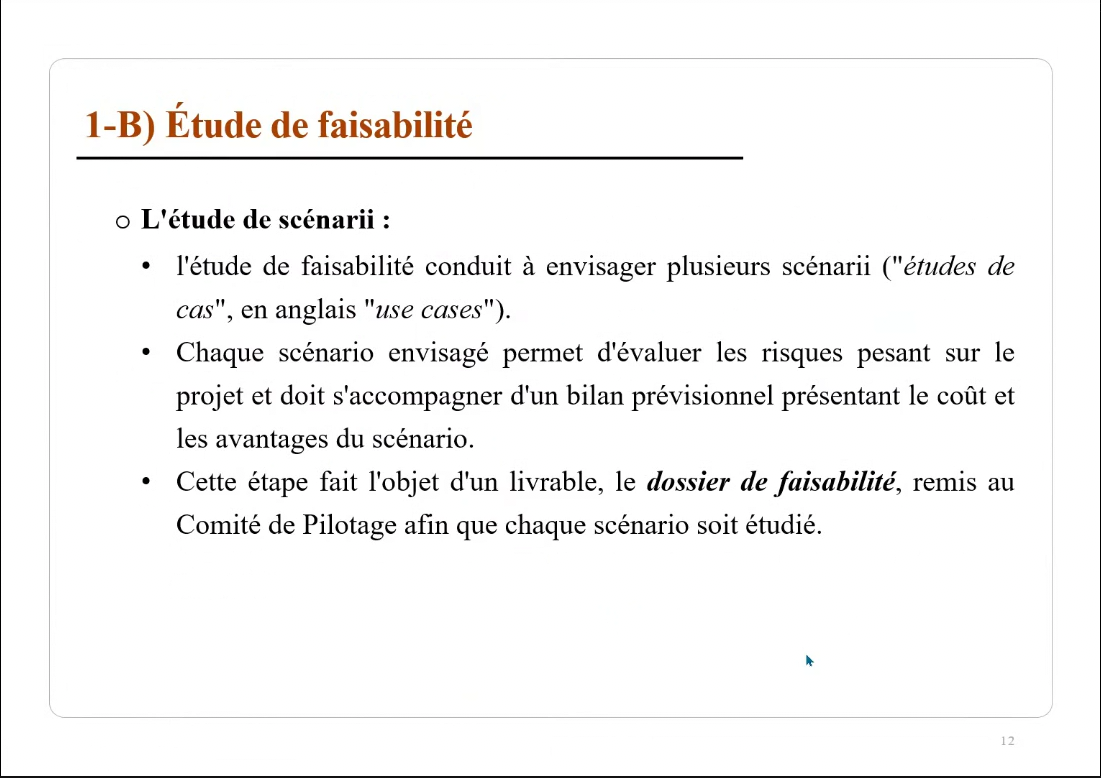 1-B) Étude de faisabilité
o L'étude de scénarii :
• l'étude de faisabilité conduit à envisager plusieurs scénarii ("études de
cas", en anglais "use cases").
• Chaque scénario envisagé permet d'évaluer les risques pesant sur le
projet et doit s'accompagner d'un bilan prévisionnel présentant le coût et
les avantages du scénario.
• Cette étape fait l'objet d'un livrable, le dossier de faisabilité, remis au
Comité de Pilotage afin que chaque scénario soit étudié.
12